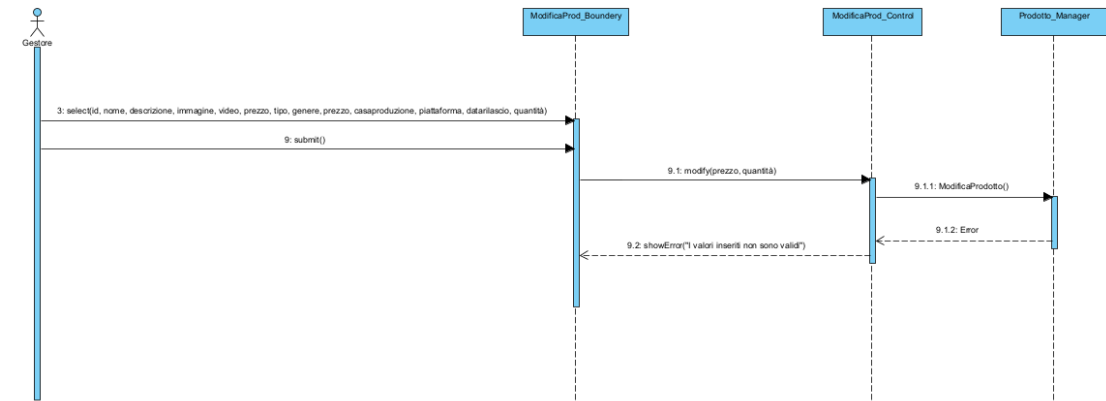 Gestore
ModificaProd_Boundery
ModificaProd_Control
Prodotto_Manager
3: select(id, nome, descrizione, immagine, video, prezzo, tipo, genere, prezzo, casaproduzione, piattaforma, datarilascio, quantità)
9: submit()
9.1: modify(prezzo, quantità)
9.1.1: ModificaProdotto()
9.1.2: Error
9.2: showError("I valori inseriti non sono validi")